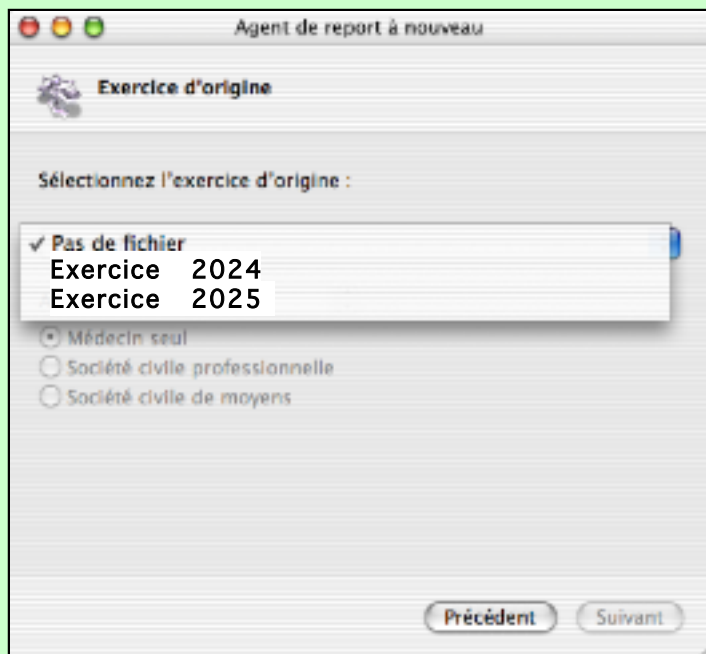 Agent de report à nouveau
Exercice d'origine
Sélectionnez l'exercice d'origine :
✓ Pas de fichier
Exercice 2024
Exercice 2025
Médecin seul
Société civile professionnelle
Société civile de moyens
Précédent
Suivant